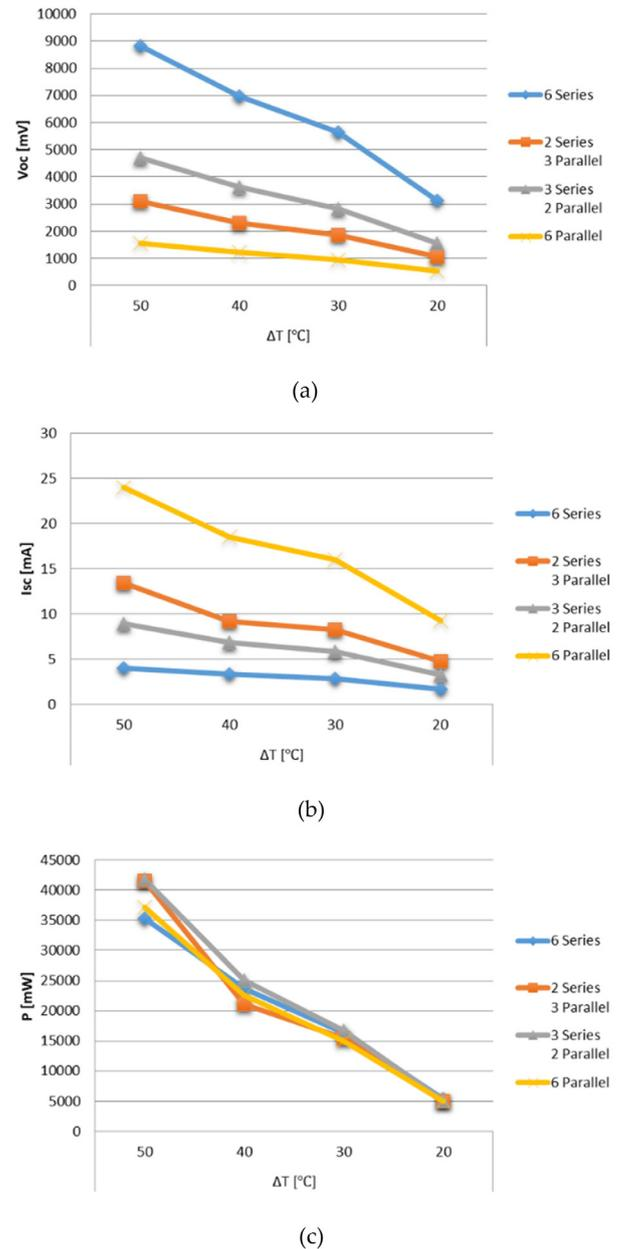 10000
9000
8000
7000
6000
5000
4000
3000
2000
1000
0
Voc [mV]
50 40 30 20
ΔT [°C]
6 Series
2 Series
3 Parallel
3 Series
2 Parallel
6 Parallel
(a)
30
25
20
15
10
5
0
Isc [mA]
50 40 30 20
ΔT [°C]
6 Series
2 Series
3 Parallel
3 Series
2 Parallel
6 Parallel
(b)
45000
40000
35000
30000
25000
20000
15000
10000
5000
0
P [mW]
50 40 30 20
ΔT [°C]
6 Series
2 Series
3 Parallel
3 Series
2 Parallel
6 Parallel
(c)